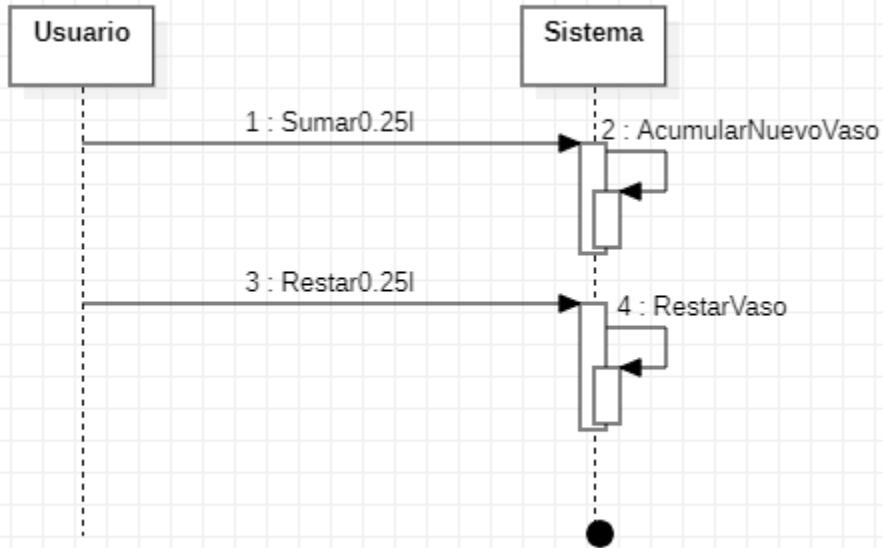 Usuario
Sistema
1 : Sumar0.25l
2 : AcumularNuevoVaso
3 : Restar0.25l
4 : RestarVaso